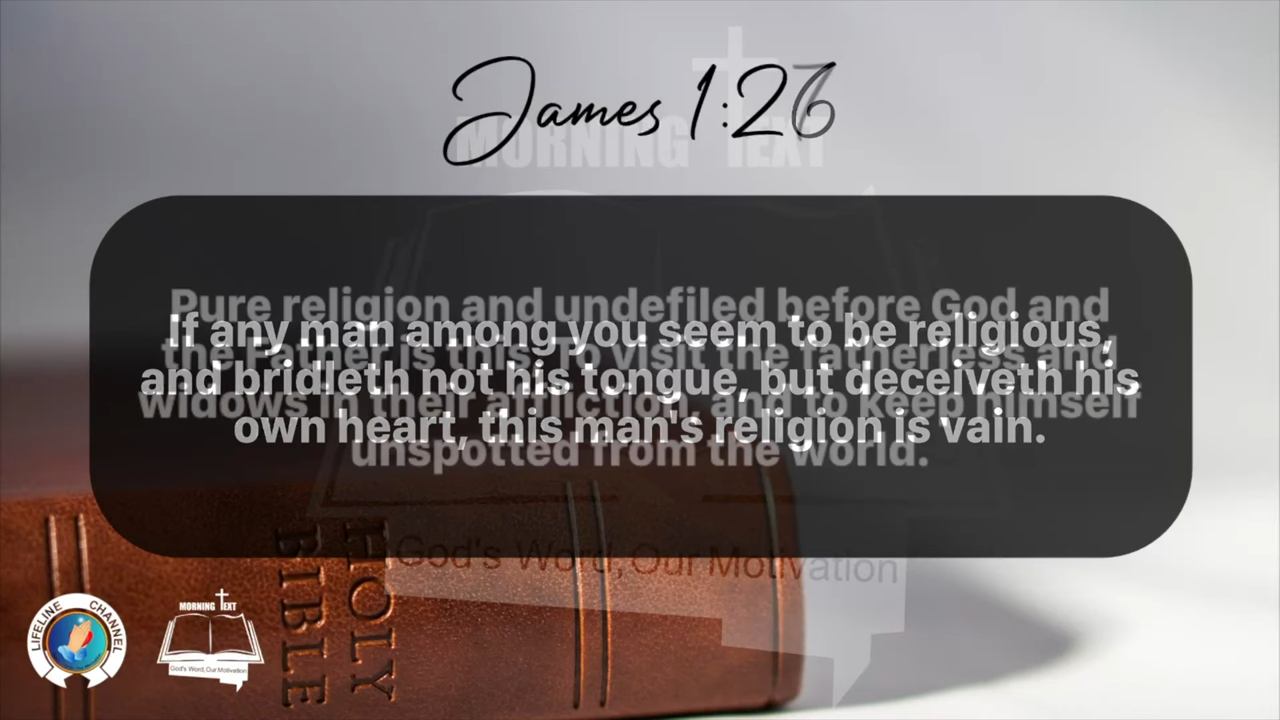 James 1:26
MORNING TEXT
If any man among you seem to be religious,
and bridleth not his tongue, but deceiveth his
own heart, this man's religion is vain.
Pure religion and undefiled before God and
the Father is this, To visit the fatherless and
widows in their affliction, and to keep himself
unspotted from the world.
God's Word, Our Motivation
HOLY
BIBLE
LIFELINE CHANNEL
MORNING TEXT
God's Word, Our Motivation